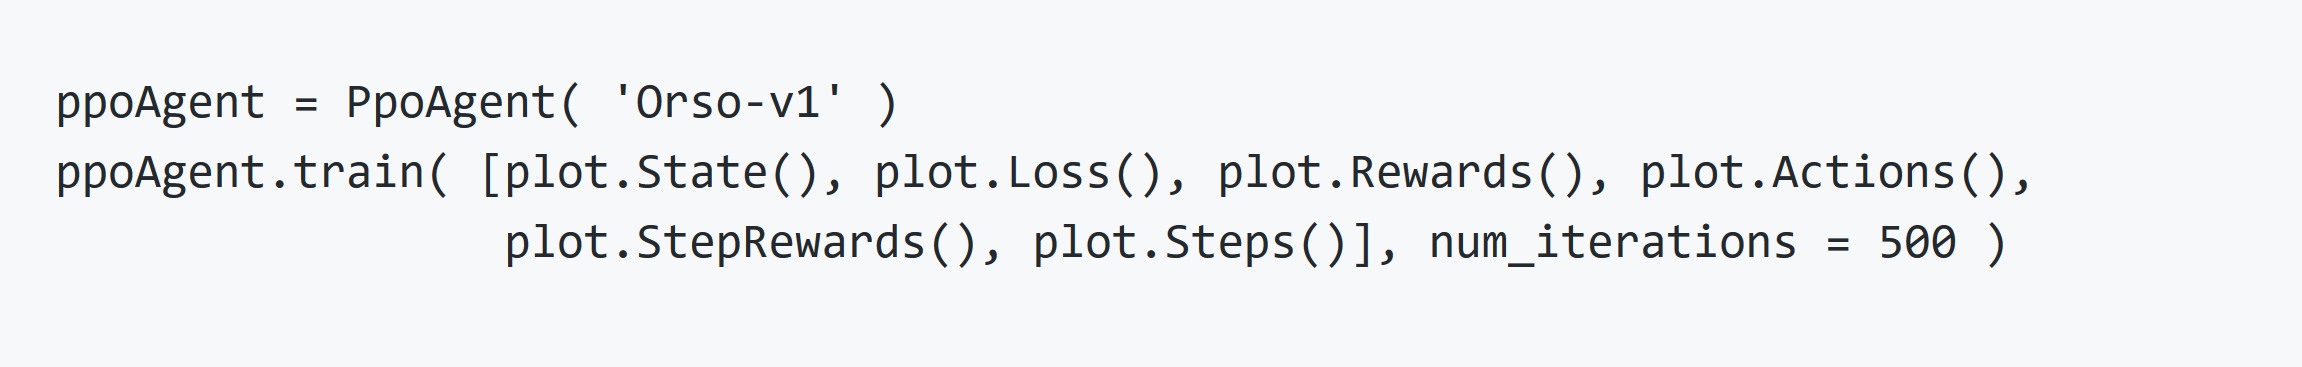 ppoAgent = PpoAgent( 'Orso-v1' )
ppoAgent.train( [plot.State(), plot.Loss(), plot.Rewards(), plot.Actions(),
                 plot.StepRewards(), plot.Steps()], num_iterations = 500 )